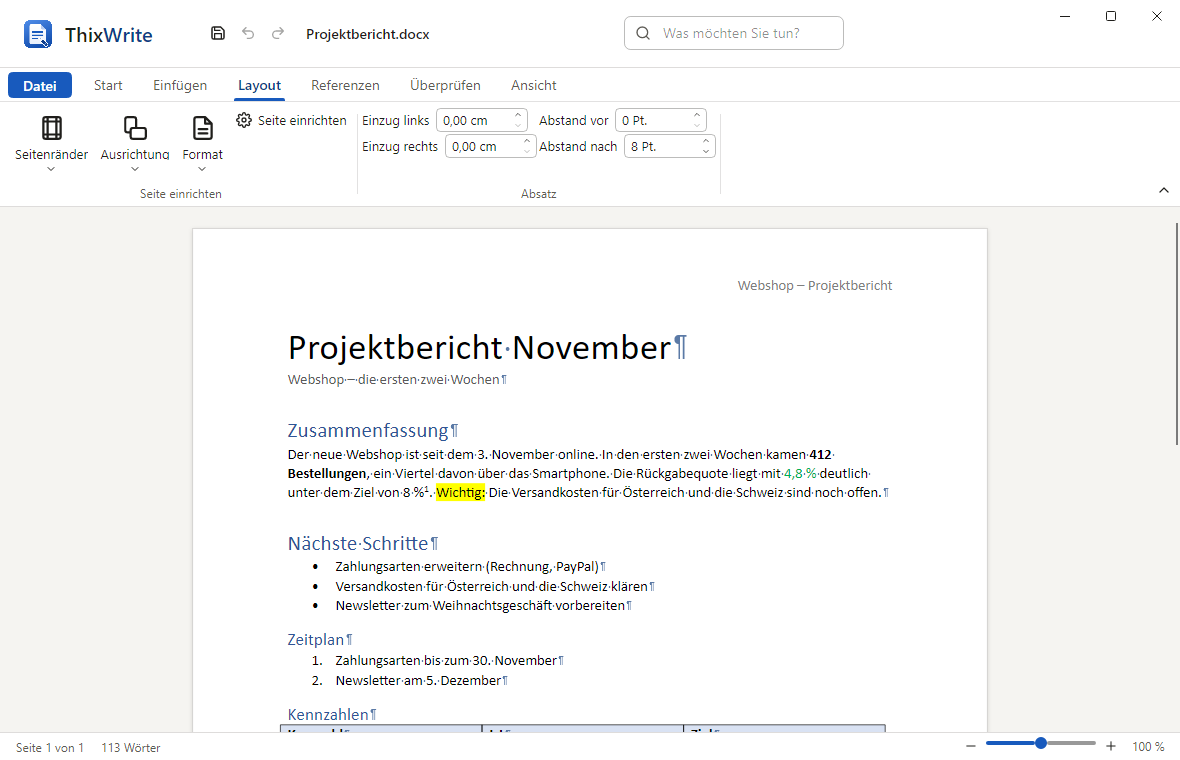 ThixWrite
Projektbericht.docx
Was möchten Sie tun?
Datei Start Einfügen Layout Referenzen Überprüfen Ansicht
Seitenränder
Ausrichtung
Format
Seite einrichten
Seite einrichten
Einzug links 0,00 cm Abstand vor 0 Pt.
Einzug rechts 0,00 cm Abstand nach 8 Pt.
Absatz
Webshop – Projektbericht
Projektbericht·November¶
Webshop·–·die·ersten·zwei·Wochen¶
Zusammenfassung¶
Der·neue·Webshop·ist·seit·dem·3.·November·online.·In·den·ersten·zwei·Wochen·kamen·412·
Bestellungen,·ein·Viertel·davon·über·das·Smartphone.·Die·Rückgabequote·liegt·mit·4,8·%·deutlich·
unter·dem·Ziel·von·8·%¹.·Wichtig:·Die·Versandkosten·für·Österreich·und·die·Schweiz·sind·noch·offen.¶
Nächste·Schritte¶
• Zahlungsarten·erweitern·(Rechnung,·PayPal)¶
• Versandkosten·für·Österreich·und·die·Schweiz·klären¶
• Newsletter·zum·Weihnachtsgeschäft·vorbereiten¶
Zeitplan¶
1. Zahlungsarten·bis·zum·30.·November¶
2. Newsletter·am·5.·Dezember¶
Kennzahlen¶
Seite 1 von 1 113 Wörter
100 %